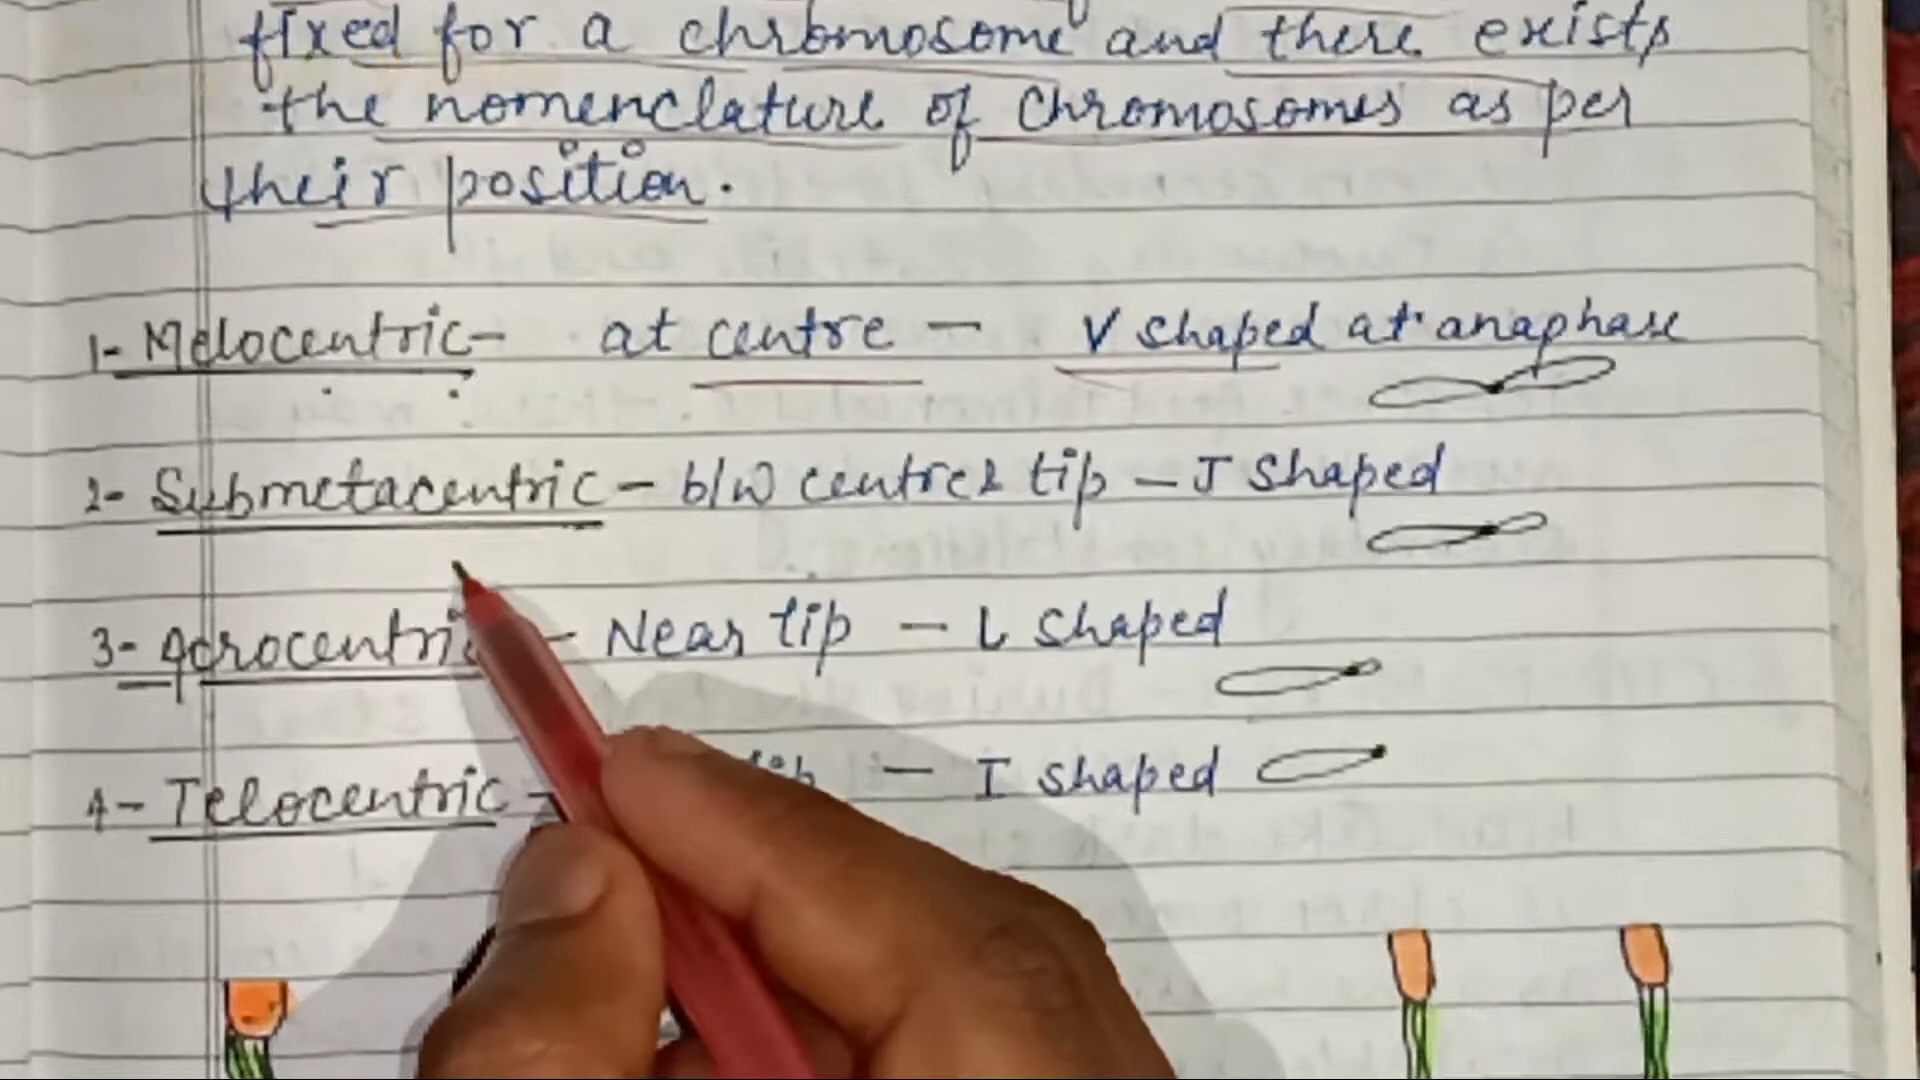 fixed for a chromosome and there exists
the nomenclature of chromosomes as per
their position.
1- Melocentric- at centre - V shaped at anaphase
2- Submetacentric - b/w centre & tip - J shaped
3- Acrocentric - Near tip - L shaped
4- Telocentric - tip - I shaped